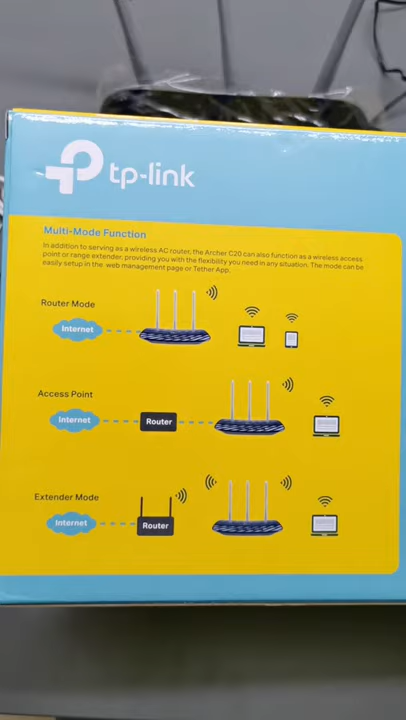 tp-link
Multi-Mode Function
In addition to serving as a wireless AC router, the Archer C20 can also function as a wireless access
point or range extender, providing you with the flexibility you need in any situation. The mode can be
easily setup in the web management page or Tether App.
Router Mode
Internet
Access Point
Internet
Router
Extender Mode
Internet
Router